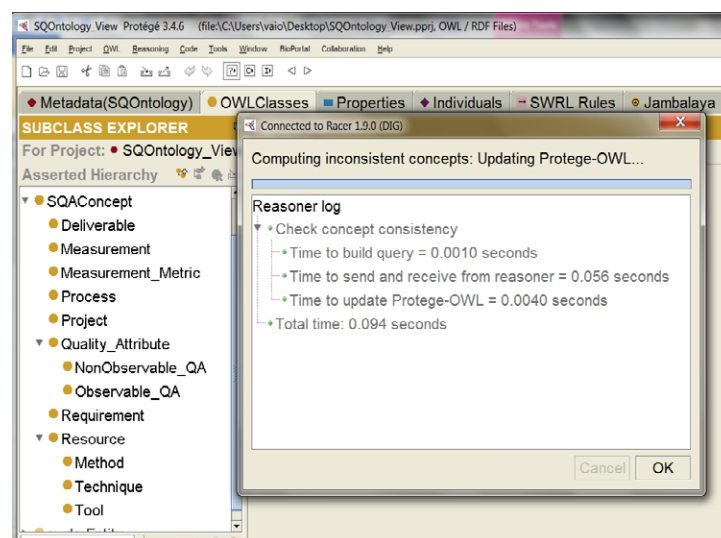 SQOntology_View Protégé 3.4.6 (file:\C:\Users\vaio\Desktop\SQOntology_View.pprj, OWL / RDF Files)
File Edit Project OWL Reasoning Code Tools Window BioPortal Collaboration Help
Metadata(SQOntology) OWLClasses Properties Individuals SWRL Rules Jambalaya
SUBCLASS EXPLORER
For Project: SQOntology_View
Asserted Hierarchy
SQAConcept
Deliverable
Measurement
Measurement_Metric
Process
Project
Quality_Attribute
NonObservable_QA
Observable_QA
Requirement
Resource
Method
Technique
Tool
Connected to Racer 1.9.0 (DIG)
Computing inconsistent concepts: Updating Protege-OWL...
Reasoner log
Check concept consistency
Time to build query = 0.0010 seconds
Time to send and receive from reasoner = 0.056 seconds
Time to update Protege-OWL = 0.0040 seconds
Total time: 0.094 seconds
Cancel OK